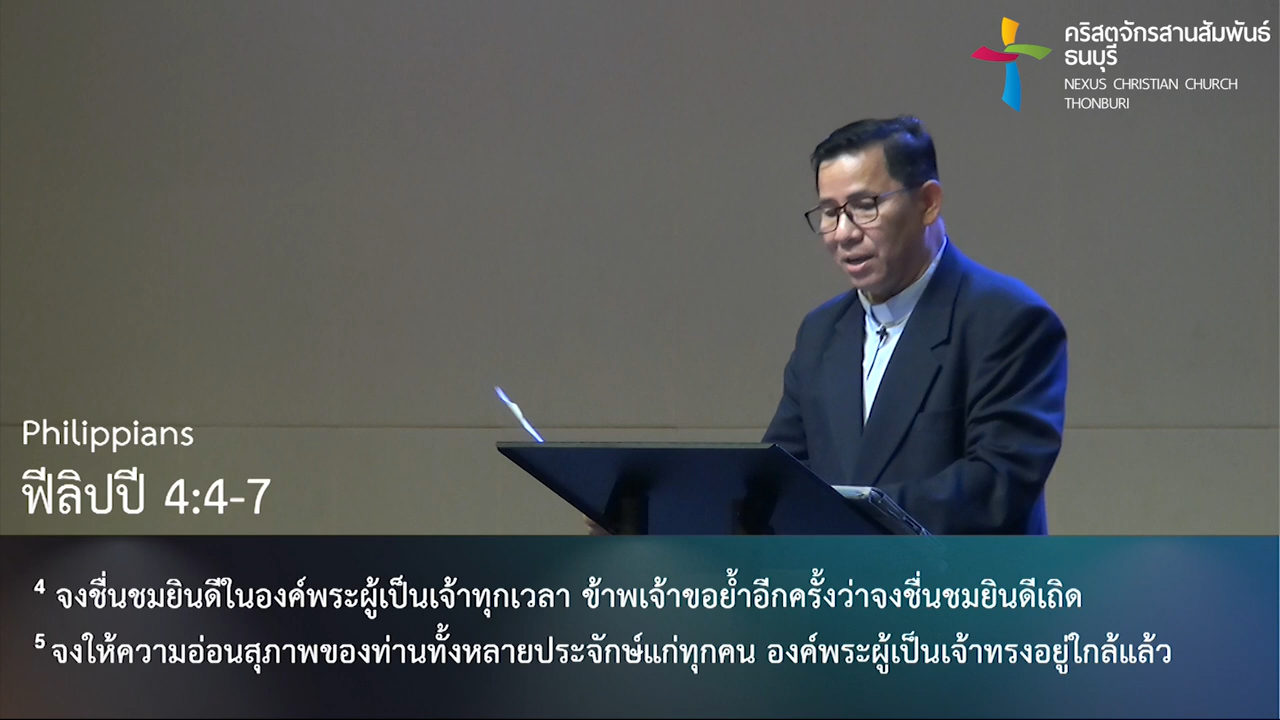 คริสตจักรสานสัมพันธ์
ธนบุรี
NEXUS CHRISTIAN CHURCH
THONBURI
Philippians
ฟีลิปปี 4:4-7
4 จงชื่นชมยินดีในองค์พระผู้เป็นเจ้าทุกเวลา ข้าพเจ้าขอย้ำอีกครั้งว่าจงชื่นชมยินดีเถิด
5 จงให้ความอ่อนสุภาพของท่านทั้งหลายประจักษ์แก่ทุกคน องค์พระผู้เป็นเจ้าทรงอยู่ใกล้แล้ว